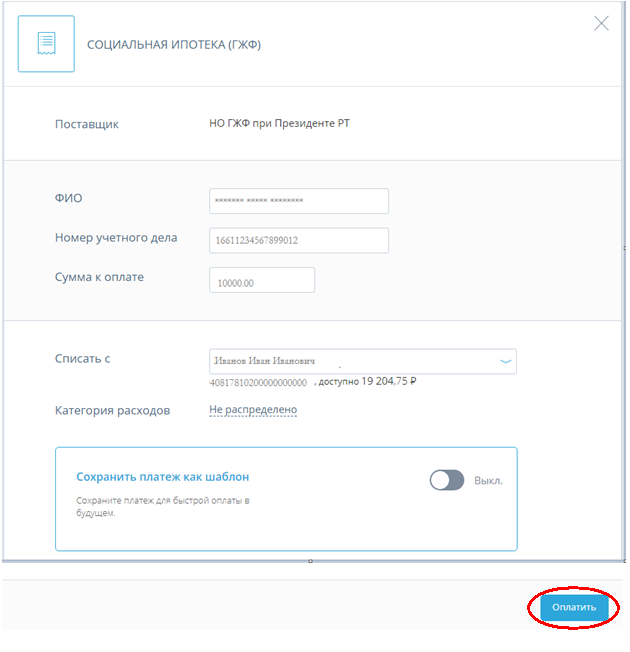 СОЦИАЛЬНАЯ ИПОТЕКА (ГЖФ)
Поставщик НО ГЖФ при Президенте РТ
ФИО ******* ***** ********
Номер учетного дела 16611234567899012
Сумма к оплате 10000.00
Списать с Иванов Иван Иванович
40817810200000000000 , доступно 19 204,75 ₽
Категория расходов Не распределено
Сохранить платеж как шаблон Выкл.
Сохраните платеж для быстрой оплаты в
будущем.
Оплатить